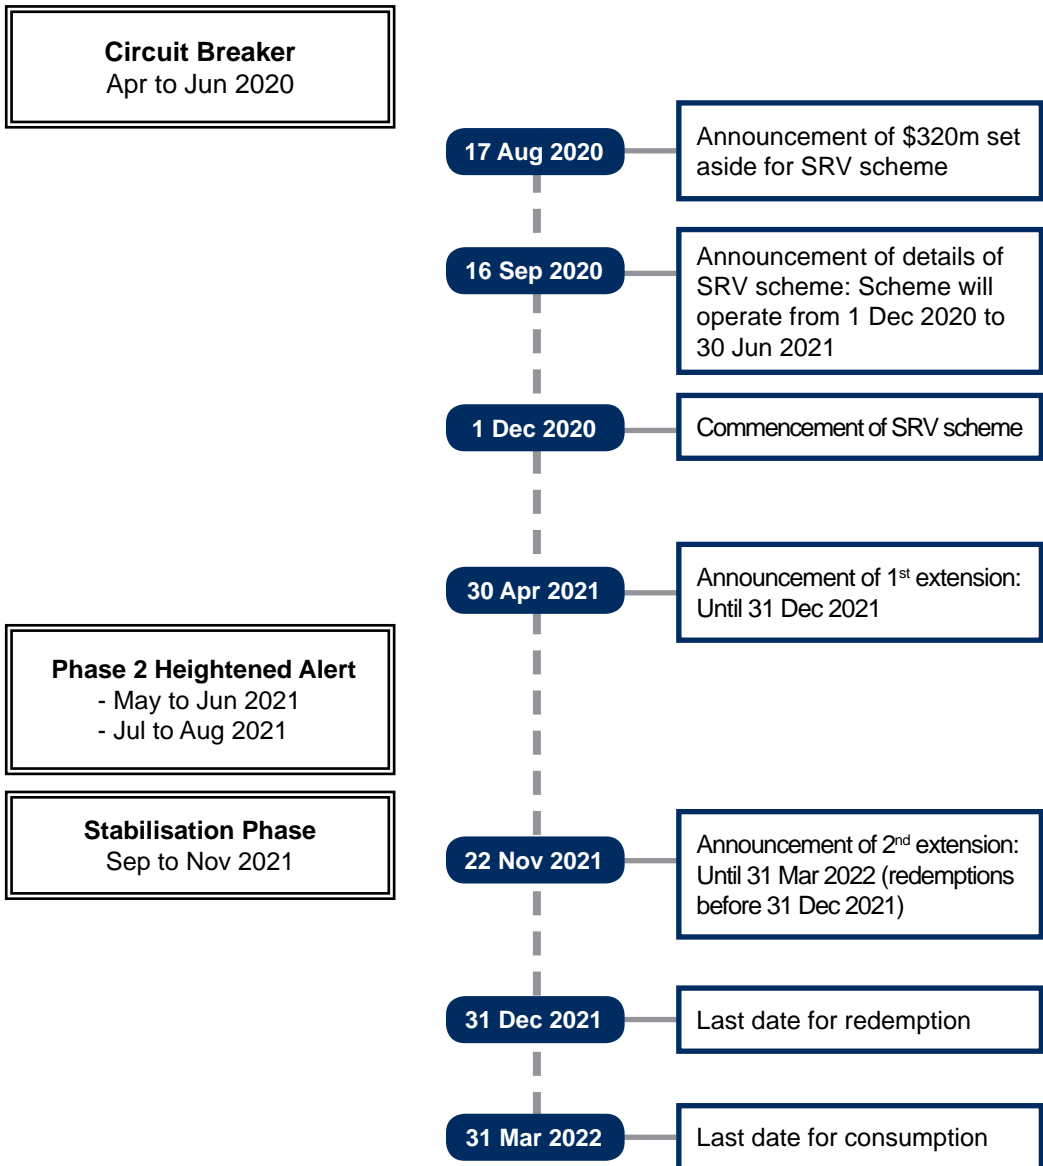 Circuit Breaker
Apr to Jun 2020
17 Aug 2020
Announcement of $320m set
aside for SRV scheme
16 Sep 2020
Announcement of details of
SRV scheme: Scheme will
operate from 1 Dec 2020 to
30 Jun 2021
1 Dec 2020
Commencement of SRV scheme
30 Apr 2021
Announcement of 1st extension:
Until 31 Dec 2021
Phase 2 Heightened Alert
- May to Jun 2021
- Jul to Aug 2021
Stabilisation Phase
Sep to Nov 2021
22 Nov 2021
Announcement of 2nd extension:
Until 31 Mar 2022 (redemptions
before 31 Dec 2021)
31 Dec 2021
Last date for redemption
31 Mar 2022
Last date for consumption